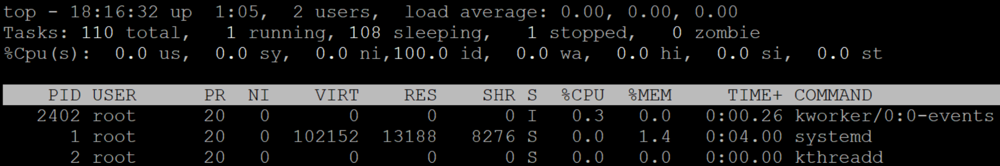 top - 18:16:32 up  1:05,  2 users,  load average: 0.00, 0.00, 0.00
Tasks: 110 total,   1 running, 108 sleeping,   1 stopped,   0 zombie
%Cpu(s):  0.0 us,  0.0 sy,  0.0 ni,100.0 id,  0.0 wa,  0.0 hi,  0.0 si,  0.0 st
    PID USER      PR  NI    VIRT    RES    SHR S  %CPU  %MEM     TIME+ COMMAND
   2402 root      20   0       0      0      0 I   0.3   0.0   0:00.26 kworker/0:0-events
      1 root      20   0  102152  13188   8276 S   0.0   1.4   0:04.00 systemd
      2 root      20   0       0      0      0 S   0.0   0.0   0:00.00 kthreadd